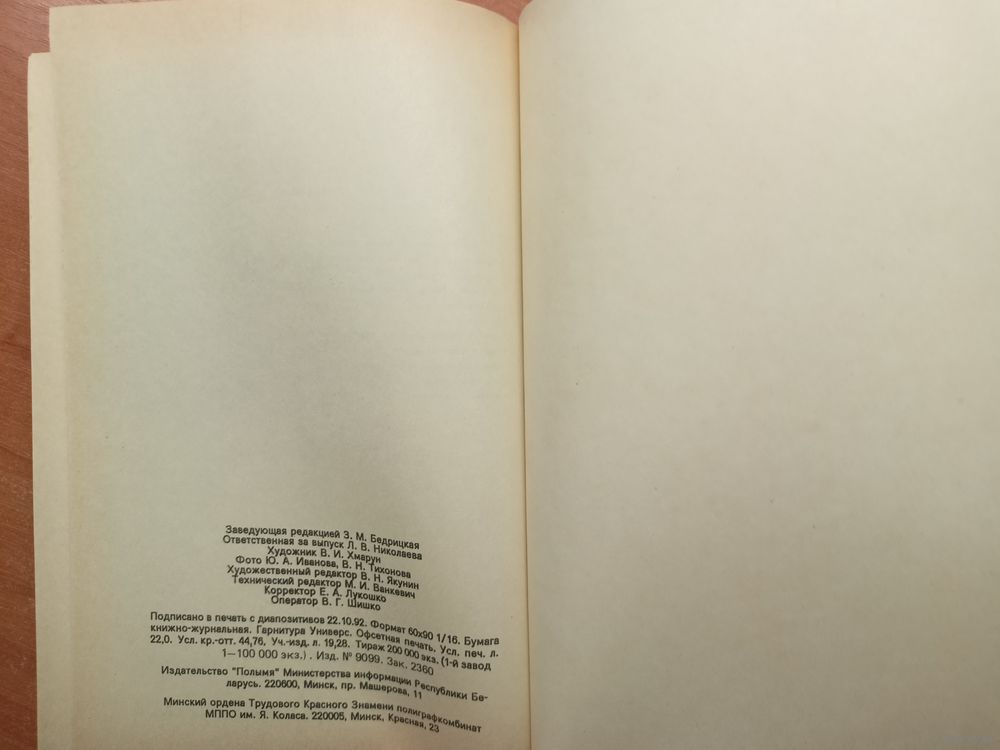 Заведующая редакцией З. М. Бедрицкая
Ответственная за выпуск Л. В. Николаева
Художник В. И. Хмарун
Фото Ю. А. Иванова, В. Н. Тихонова
Художественный редактор В. Н. Якунин
Технический редактор М. И. Ванкевич
Корректор Е. А. Лукошко
Оператор В. Г. Шишко
Подписано в печать с диапозитивов 22.10.92. Формат 60х90 1/16. Бумага
книжно-журнальная. Гарнитура Универс. Офсетная печать. Усл. печ. л.
22,0. Усл. кр.-отт. 44,76. Уч.-изд. л. 19,28. Тираж 200 000 экз. (1-й завод
1—100 000 экз.) . Изд. № 9099. Зак. 2360
Издательство "Полымя" Министерства информации Республики Бе-
ларусь. 220600, Минск, пр. Машерова, 11
Минский ордена Трудового Красного Знамени полиграфкомбинат
МППО им. Я. Коласа. 220005, Минск, Красная, 23